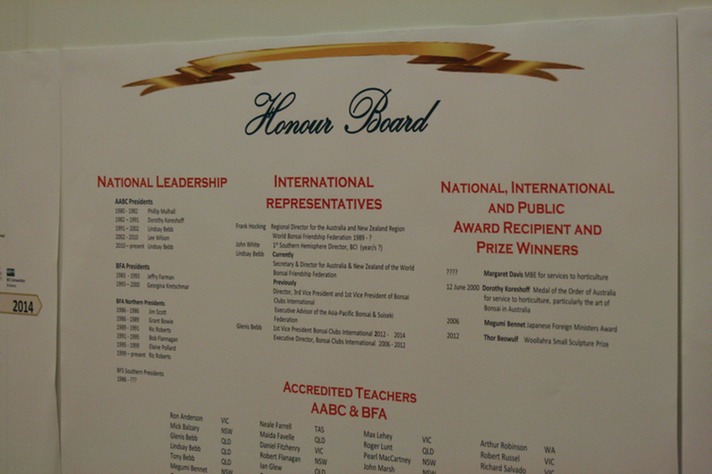 Honour Board
NATIONAL LEADERSHIP
AABC Presidents
1980 - 1982 Phillip Mulhall
1982 – 1991 Dorothy Koreshoff
1991 – 2002 Lindsay Bebb
2002 - 2010 Lee Wilson
2010 – present Lindsay Bebb
BFA Presidents
1983 - 1993 Jeffry Farman
1993 – 2000 Georgina Kretschmar
BFA Northern Presidents
1986 - 1986 Jim Scott
1986 - 1989 Grant Bowie
1989 - 1991 Ric Roberts
1991 - 1995 Bob Flannagan
1995 - 1999 Elaine Pollard
1999 – present Ric Roberts
BFS Southern Presidents
1986 - ???
INTERNATIONAL
REPRESENTATIVES
Frank Hocking Regional Director for the Australia and New Zealand Region
World Bonsai Friendship Federation 1989 - ?
John White 1st Southern Hemisphere Director, BCI (year/s ?)
Lindsay Bebb Currently
Secretary & Director for Australia & New Zealand of the World
Bonsai Friendship Federation
Previously
Director, 3rd Vice President and 1st Vice President of Bonsai
Clubs International
Executive Advisor of the Asia-Pacific Bonsai & Suiseki
Federation
Glenis Bebb 1st Vice President Bonsai Clubs International 2012 - 2014
Executive Director, Bonsai Clubs International 2006 - 2012
NATIONAL, INTERNATIONAL
AND PUBLIC
AWARD RECIPIENT AND
PRIZE WINNERS
???? Margaret Davis MBE for services to horticulture
12 June 2000 Dorothy Koreshoff Medal of the Order of Australia
for service to horticulture, particularly the art of
Bonsai in Australia
2006 Megumi Bennet Japanese Foreign Ministers Award
2012 Thor Beowulf Woollahra Small Sculpture Prize
2014
ACCREDITED TEACHERS
AABC & BFA
Ron Anderson VIC
Mick Balzary NSW
Glenis Bebb QLD
Lindsay Bebb QLD
Tony Bebb QLD
Megumi Bennet NSW
Neale Farrell TAS
Maida Favelle QLD
Daniel Fitzhenry VIC
Robert Flanagan NSW
Ian Glew
Max Lehey VIC
Roger Lunt QLD
Pearl MacCartney NSW
John Marsh
Arthur Robinson WA
Robert Russel VIC
Richard Salvado VIC